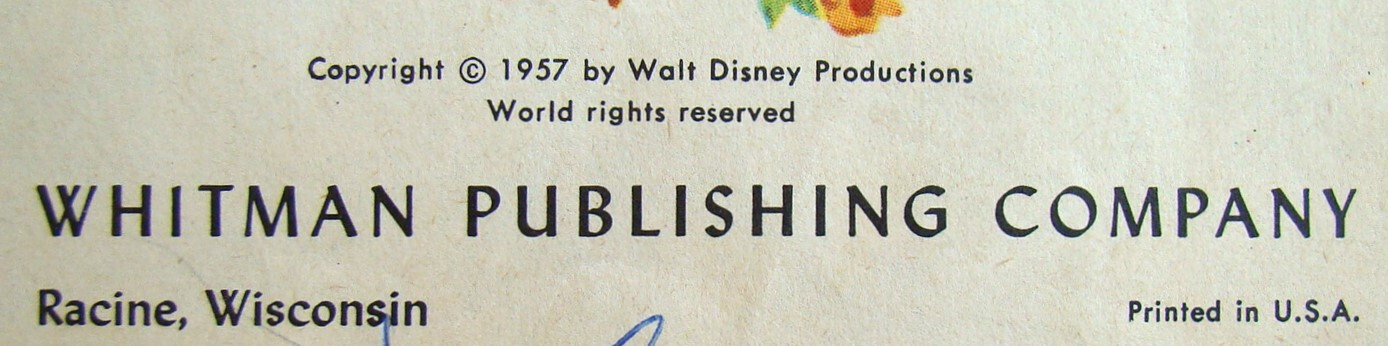 Copyright © 1957 by Walt Disney Productions
World rights reserved
WHITMAN PUBLISHING COMPANY
Racine, Wisconsin
Printed in U.S.A.